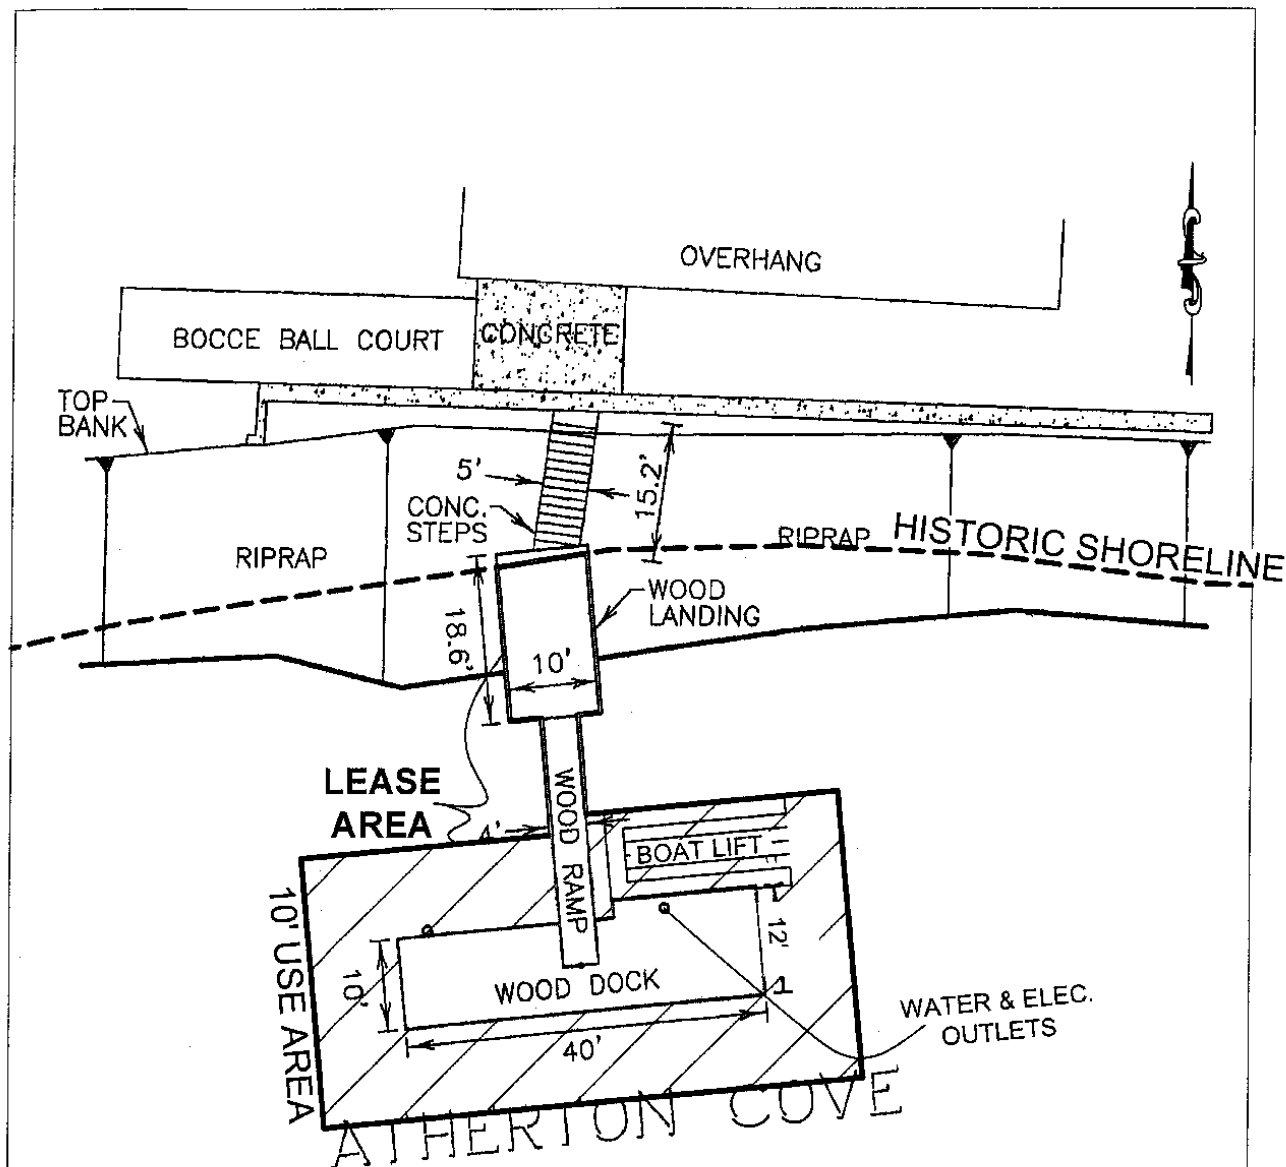 OVERHANG
BOCCE BALL COURT
CONCRETE
TOP
BANK
5'
15.2'
CONC.
STEPS
RIPRAP
RIPRAP
HISTORIC SHORELINE
WOOD
LANDING
18.6'
10'
LEASE
AREA
4'
WOOD RAMP
BOAT LIFT
10' USE AREA
12'
10'
WOOD DOCK
40'
WATER & ELEC.
OUTLETS
ATHERTON COVE